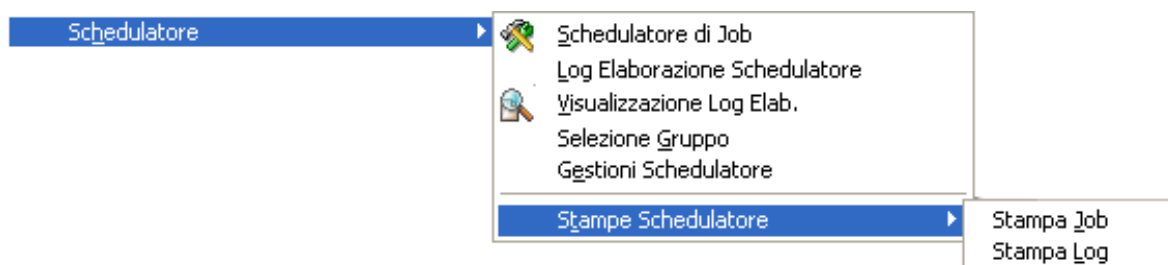 Schedulatore
Schedulatore di Job
Log Elaborazione Schedulatore
Visualizzazione Log Elab.
Selezione Gruppo
Gestioni Schedulatore
Stampe Schedulatore
Stampa Job
Stampa Log